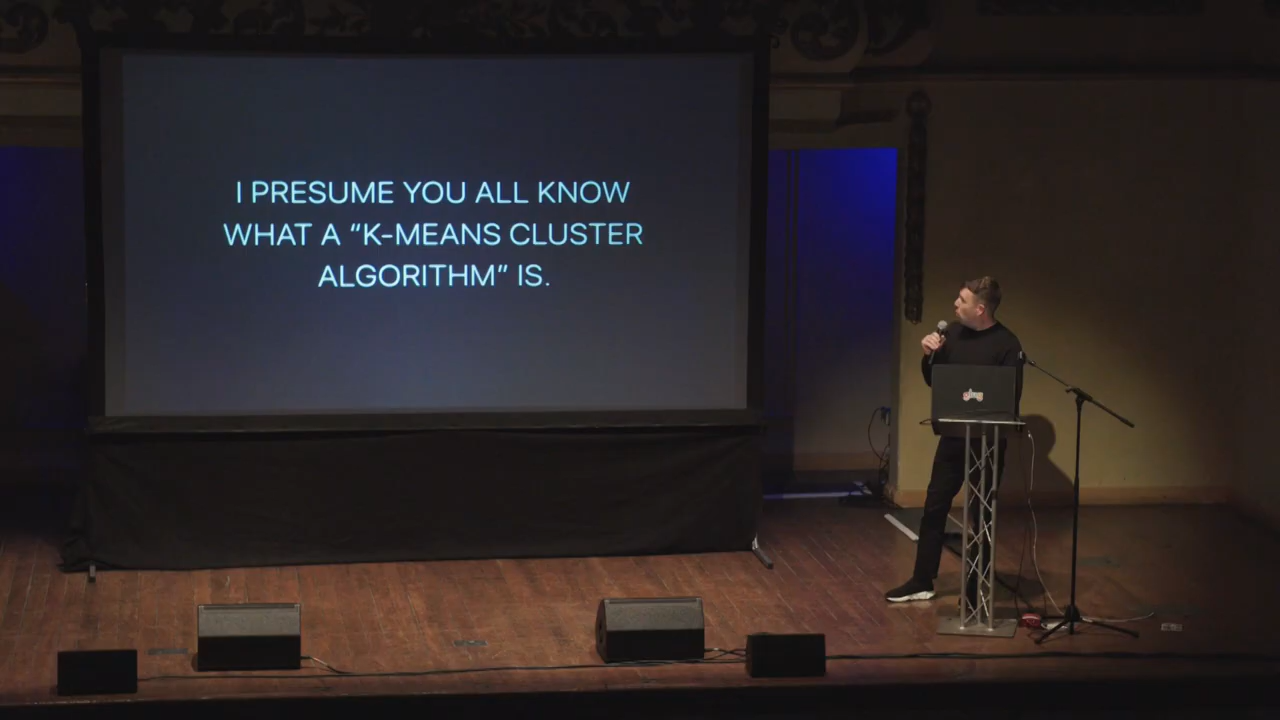 I PRESUME YOU ALL KNOW
WHAT A “K-MEANS CLUSTER
ALGORITHM” IS.